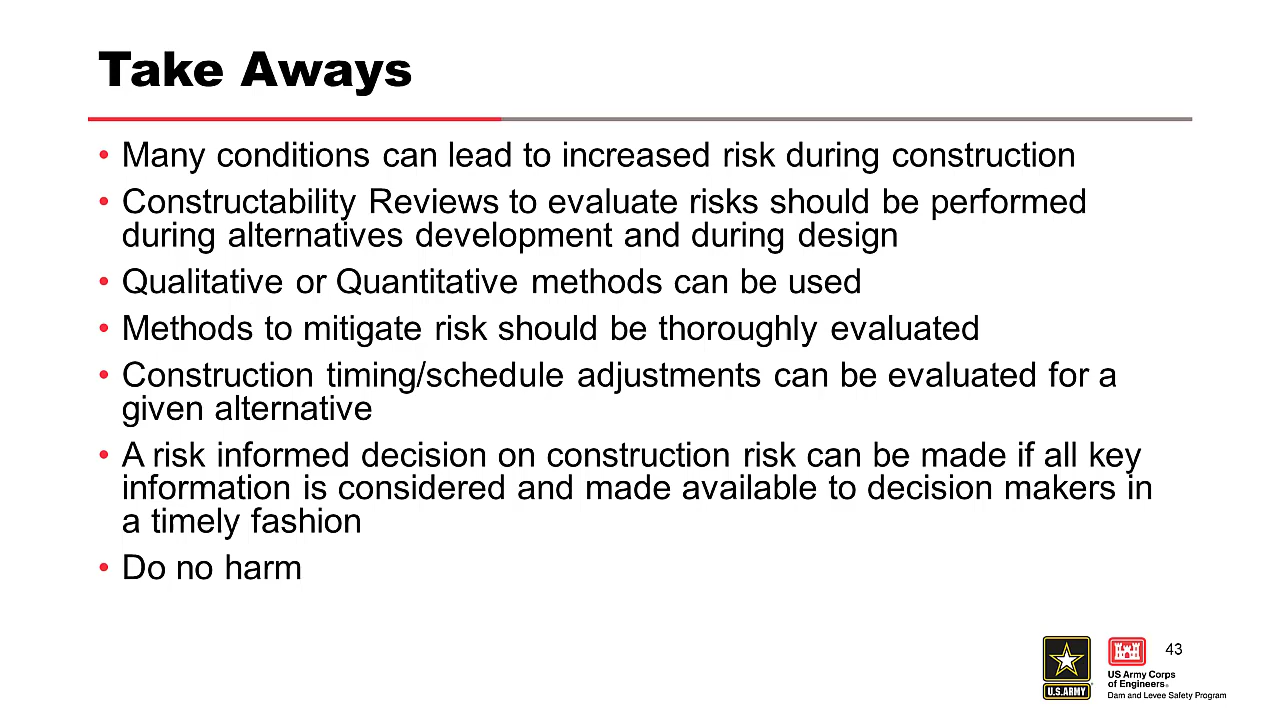 Take Aways
• Many conditions can lead to increased risk during construction
• Constructability Reviews to evaluate risks should be performed
during alternatives development and during design
• Qualitative or Quantitative methods can be used
• Methods to mitigate risk should be thoroughly evaluated
• Construction timing/schedule adjustments can be evaluated for a
given alternative
• A risk informed decision on construction risk can be made if all key
information is considered and made available to decision makers in
a timely fashion
• Do no harm
43
U.S.ARMY
US Army Corps
of Engineers®
Dam and Levee Safety Program